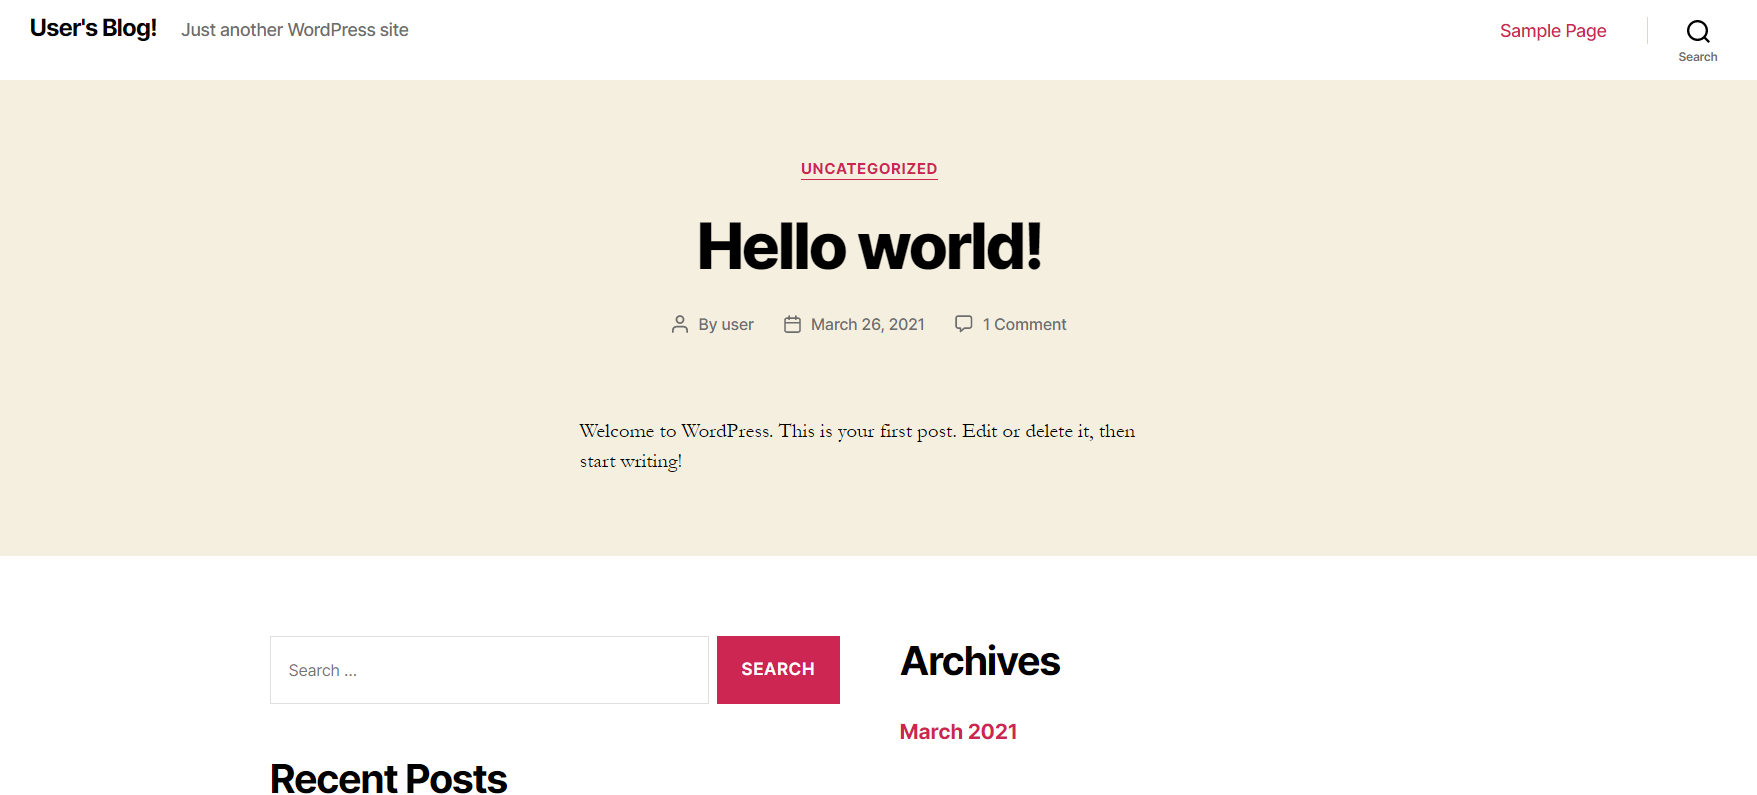 User's Blog!
Just another WordPress site
Sample Page
Search
UNCATEGORIZED
Hello world!
By user
March 26, 2021
1 Comment
Welcome to WordPress. This is your first post. Edit or delete it, then
start writing!
Search ...
SEARCH
Archives
March 2021
Recent Posts